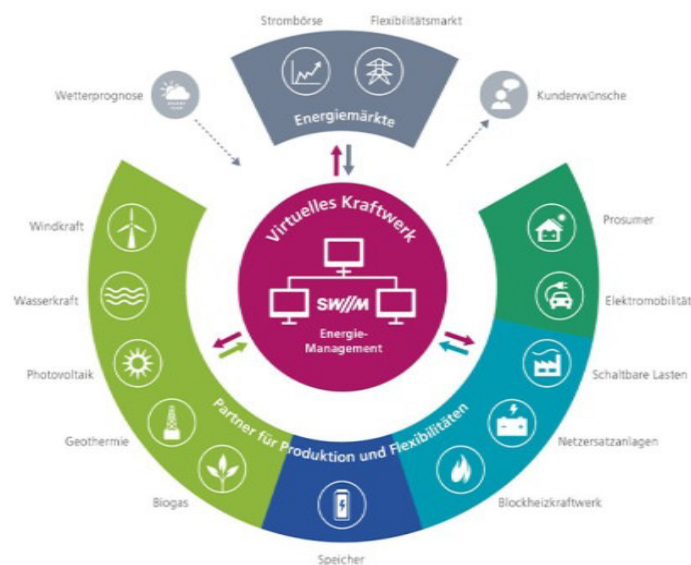 Strombörse
Flexibilitätsmarkt
Wetterprognose
Kundenwünsche
Energiemärkte
Virtuelles Kraftwerk
SW//M
Energie-
Management
Windkraft
Wasserkraft
Photovoltaik
Geothermie
Biogas
Speicher
Prosumer
Elektromobilität
Schaltbare Lasten
Netzersatzanlagen
Blockheizkraftwerk
Partner für Produktion und Flexibilitäten